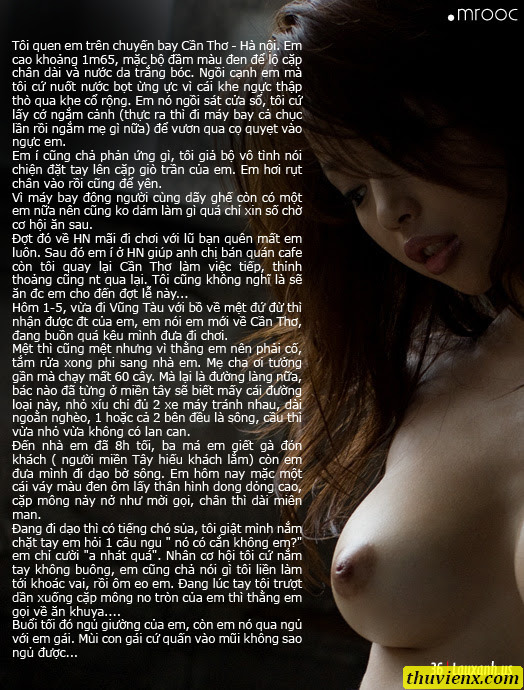 .mrooc
Tôi quen em trên chuyến bay Cần Thơ - Hà nội. Em
cao khoảng 1m65, mặc bộ đầm màu đen để lộ cặp
chân dài và nước da trắng bóc. Ngồi cạnh em mà
tôi cứ nuốt nước bọt ừng ực vì cái khe ngực thập
thò qua khe cổ rộng. Em nó ngồi sát cửa sổ, tôi cứ
lấy cớ ngắm cảnh (thực ra thì đi máy bay cả chục
lần rồi ngắm mẹ gì nữa) để vươn qua cọ quyẹt vào
ngực em.
Em í cũng chả phản ứng gì, tôi giả bộ vô tình nói
chiện đặt tay lên cặp giò trần của em. Em hơi rụt
chân vào rồi cũng để yên.
Vì máy bay đông người cùng dãy ghế còn có một
em nữa nên cũng ko dám làm gì quá chỉ xin số chờ
cơ hội ăn sau.
Đợt đó về HN mãi đi chơi với lũ bạn quên mất em
luôn. Sau đó em í ở HN giúp anh chị bán quán cafe
còn tôi quay lại Cần Thơ làm việc tiếp, thỉnh
thoảng cũng nt qua lại. Tôi cũng không nghĩ là sẽ
ăn đc em cho đến đợt lễ này...
Hôm 1-5, vừa đi Vũng Tàu với bồ về mệt đứ đừ thì
nhận được đt của em, em nói em mới về Cần Thơ,
đang buồn quá kêu mình đưa đi chơi.
Mệt thì cũng mệt nhưng vì thằng em nên phải cố,
tắm rửa xong phi sang nhà em. Mẹ cha ơi tưởng
gần mà chạy mất 60 cây. Mà lại là đường làng nữa,
bác nào đã từng ở miền tây sẽ biết mấy cái đường
loại này, nhỏ xíu chỉ đủ 2 xe máy tránh nhau, dài
ngoằn nghèo, 1 hoặc cả 2 bên đều là sông, cầu thì
vừa nhỏ vừa không có lan can.
Đến nhà em đã 8h tối, ba má em giết gà đón
khách ( người miền Tây hiếu khách lắm) còn em
đưa mình đi dạo bờ sông. Em hôm nay mặc một
cái váy màu đen ôm lấy thân hình dong dỏng cao,
cặp mông nảy nở như mời gọi, chân thì dài miên
man.
Đang đi dạo thì có tiếng chó sủa, tôi giật mình nắm
chặt tay em hỏi 1 câu ngu " nó có cắn không em?"
em chỉ cười "a nhát quá". Nhân cơ hội tôi cứ nắm
tay không buông, em cũng chả nói gì tôi liền làm
tới khoác vai, rồi ôm eo em. Đang lúc tay tôi trượt
dần xuống cặp mông no tròn của em thì thằng em
gọi về ăn khuya....
Buổi tối đó ngủ giường của em, còn em nó qua ngủ
với em gái. Mùi con gái cứ quấn vào mũi không sao
ngủ được...
36
Lauxanh.us
thuvienx.com